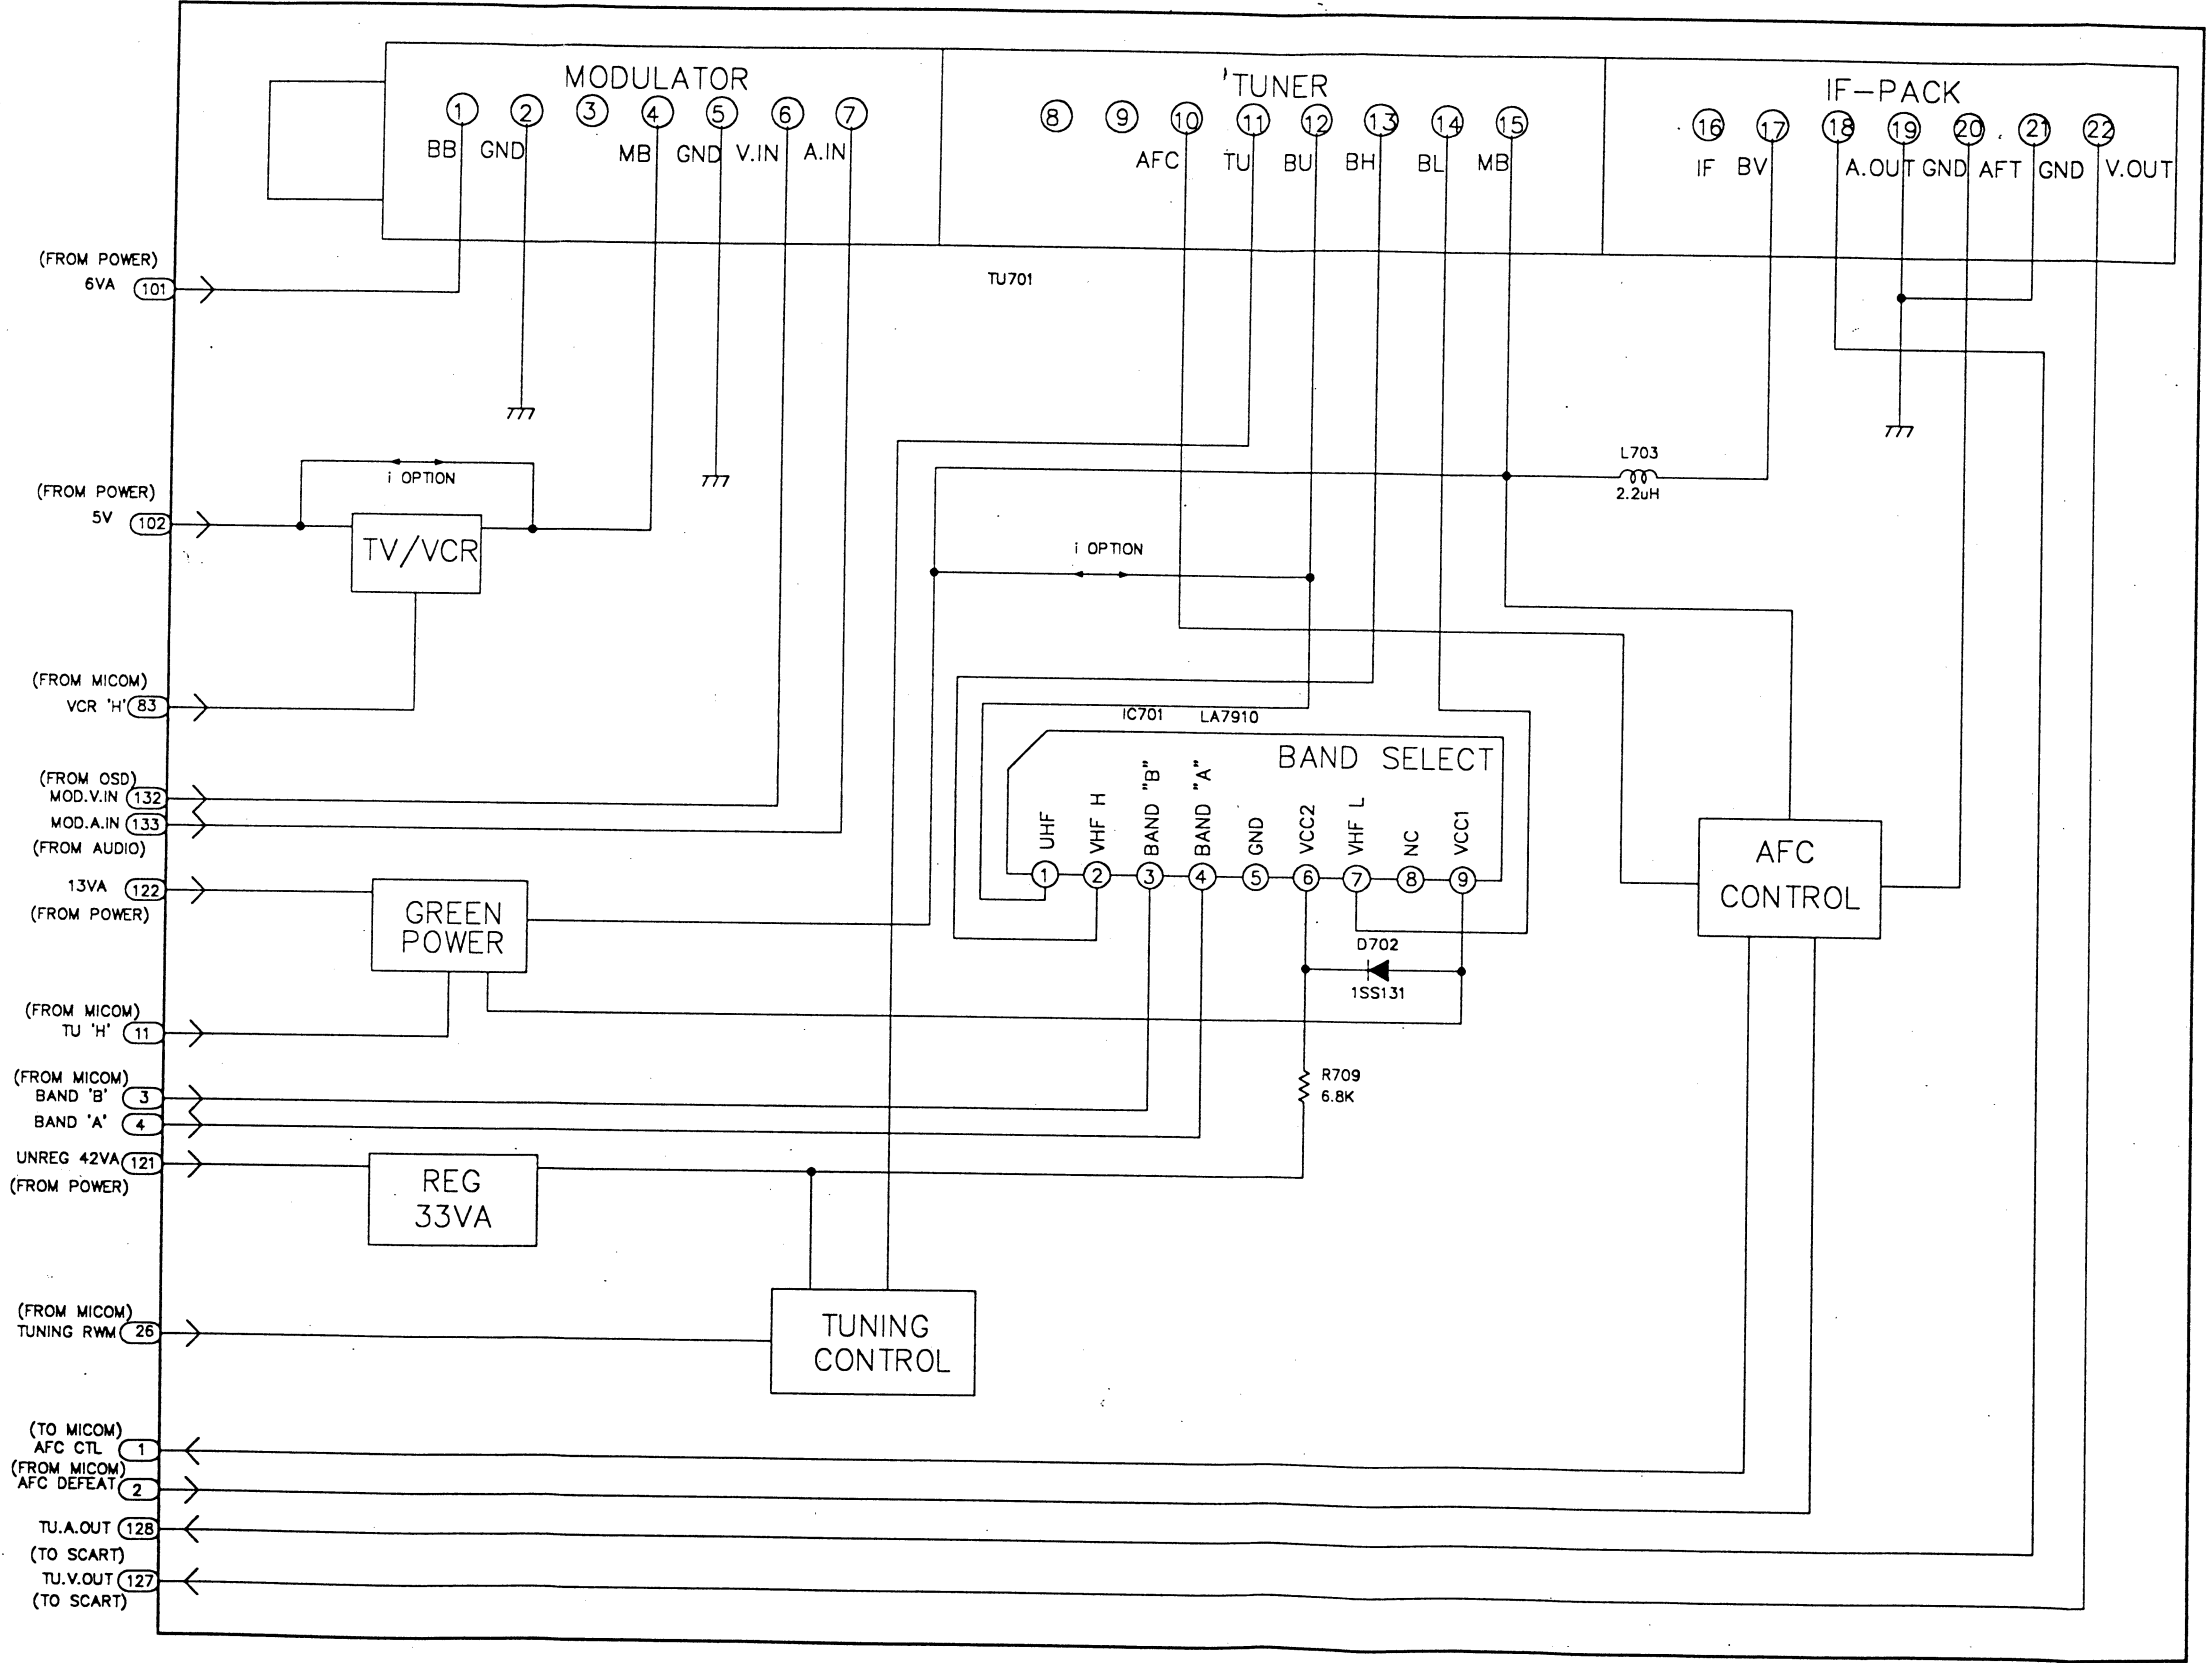 MODULATOR
'TUNER
IF-PACK
1 2 3 4 5 6 7
8 9 10 11 12 13 14 15
16 17 18 19 20 21 22
BB GND MB GND V.IN A.IN
AFC TU BU BH BL MB
IF BV A.OUT GND AFT GND V.OUT
TU701
(FROM POWER)
6VA 101
i OPTION
(FROM POWER)
5V 102
TV/VCR
L703
2.2uH
i OPTION
(FROM MICOM)
VCR 'H' 83
IC701 LA7910
BAND SELECT
UHF
VHF H
BAND "B"
BAND "A"
GND
VCC2
VHF L
NC
VCC1
1 2 3 4 5 6 7 8 9
(FROM OSD)
MOD.V.IN 132
MOD.A.IN 133
(FROM AUDIO)
13VA 122
(FROM POWER)
GREEN
POWER
AFC
CONTROL
D702
1SS131
(FROM MICOM)
TU 'H' 11
(FROM MICOM)
BAND 'B' 3
BAND 'A' 4
R709
6.8K
UNREG 42VA 121
(FROM POWER)
REG
33VA
(FROM MICOM)
TUNING RWM 26
TUNING
CONTROL
(TO MICOM)
AFC CTL 1
(FROM MICOM)
AFC DEFEAT 2
TU.A.OUT 128
(TO SCART)
TU.V.OUT 127
(TO SCART)